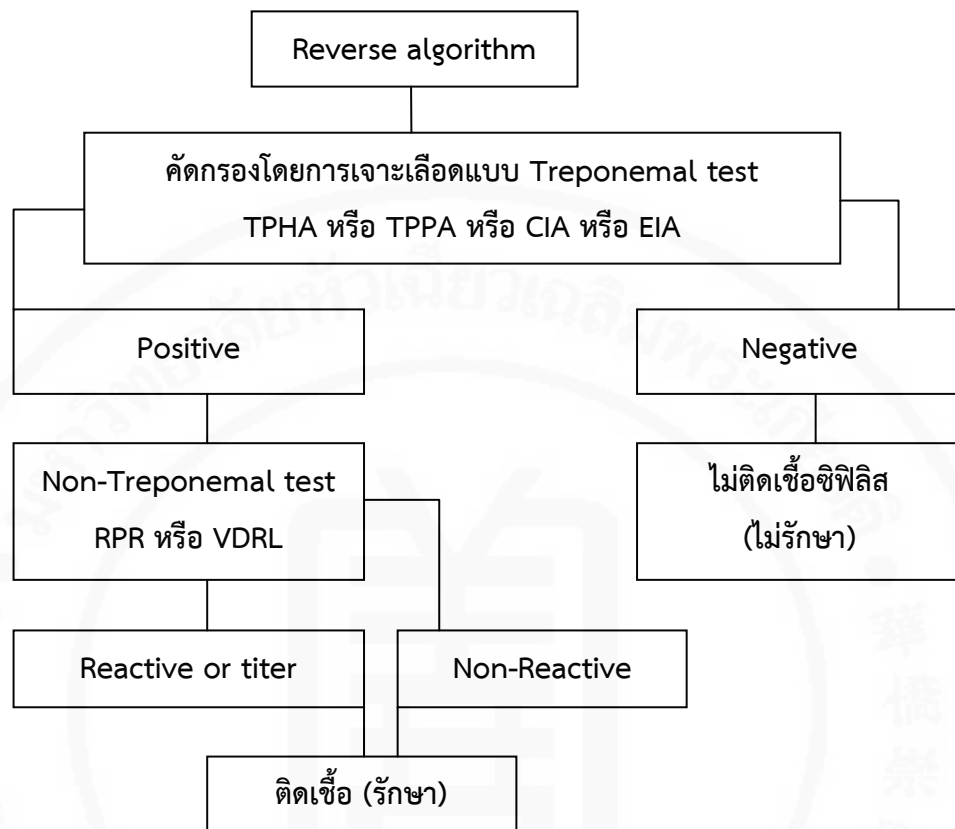 Reverse algorithm
คัดกรองโดยการเจาะเลือดแบบ Treponemal test
TPHA หรือ TPPA หรือ CIA หรือ EIA
Positive
Negative
Non-Treponemal test
RPR หรือ VDRL
ไม่ติดเชื้อซิฟิลิส
(ไม่รักษา)
Reactive or titer
Non-Reactive
ติดเชื้อ (รักษา)